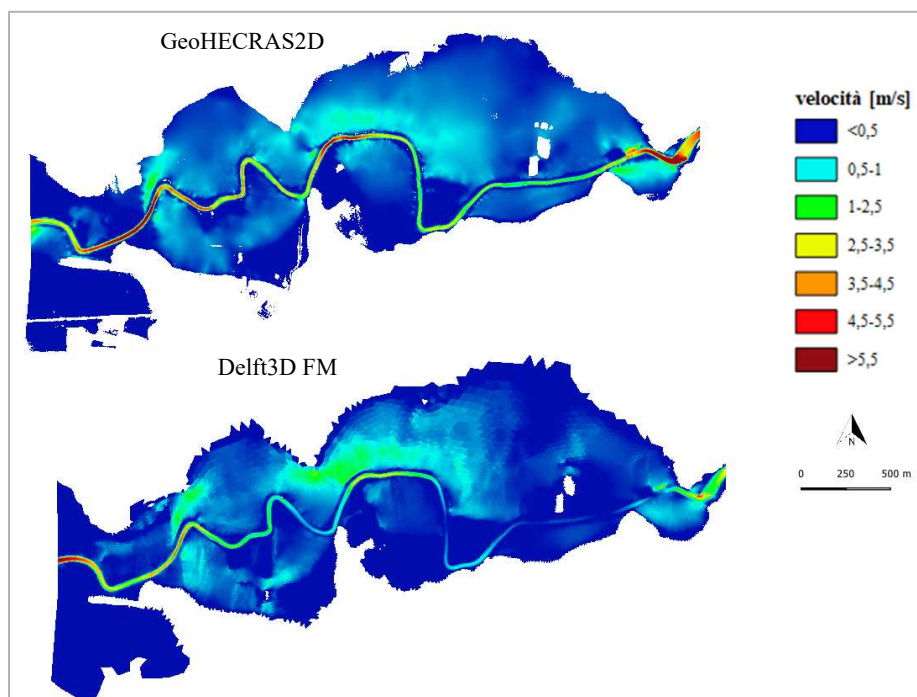 GeoHECRAS2D
velocità [m/s]
<0,5
0,5-1
1-2,5
2,5-3,5
3,5-4,5
4,5-5,5
>5,5
Delft3D FM
N
0 250 500 m